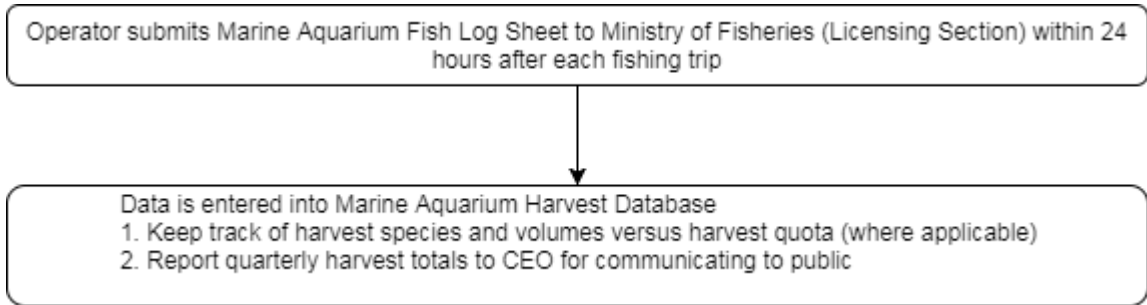 Operator submits Marine Aquarium Fish Log Sheet to Ministry of Fisheries (Licensing Section) within 24
hours after each fishing trip
Data is entered into Marine Aquarium Harvest Database
1. Keep track of harvest species and volumes versus harvest quota (where applicable)
2. Report quarterly harvest totals to CEO for communicating to public